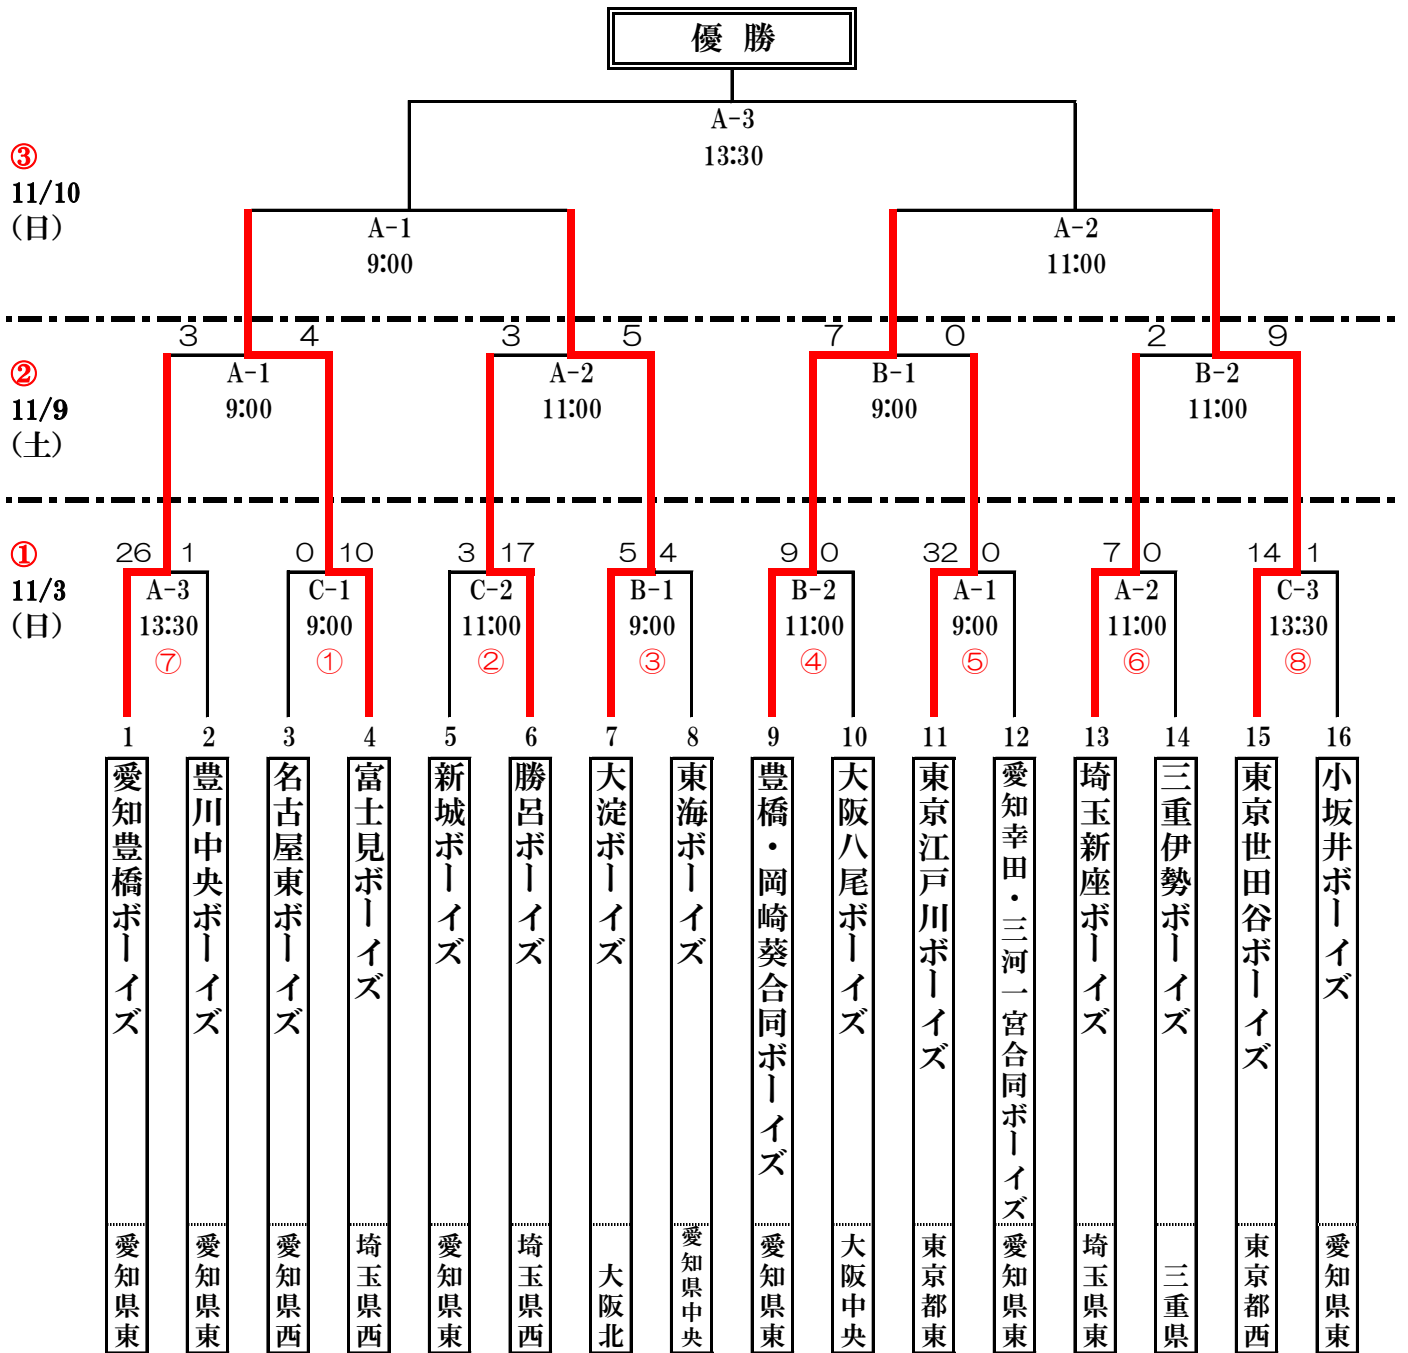 優 勝
A-3
13:30
③
11/10
(日)
A-1
9:00
A-2
11:00
3 4 3 5 7 0 2 9
②
11/9
(土)
A-1
9:00
A-2
11:00
B-1
9:00
B-2
11:00
①
11/3
(日)
26 1 0 10 3 17 5 4 9 0 32 0 7 0 14 1
A-3
13:30
⑦
C-1
9:00
①
C-2
11:00
②
B-1
9:00
③
B-2
11:00
④
A-1
9:00
⑤
A-2
11:00
⑥
C-3
13:30
⑧
1 2 3 4 5 6 7 8 9 10 11 12 13 14 15 16
愛知豊橋ボーイズ
愛知県東
豊川中央ボーイズ
愛知県東
名古屋東ボーイズ
愛知県西
富士見ボーイズ
埼玉県西
新城ボーイズ
愛知県東
勝呂ボーイズ
埼玉県西
大淀ボーイズ
大阪北
東海ボーイズ
愛知県中央
豊橋・岡崎葵合同ボーイズ
愛知県東
大阪八尾ボーイズ
大阪中央
東京江戸川ボーイズ
東京都東
愛知幸田・三河一宮合同ボーイズ
愛知県東
埼玉新座ボーイズ
埼玉県東
三重伊勢ボーイズ
三重県
東京世田谷ボーイズ
東京都西
小坂井ボーイズ
愛知県東